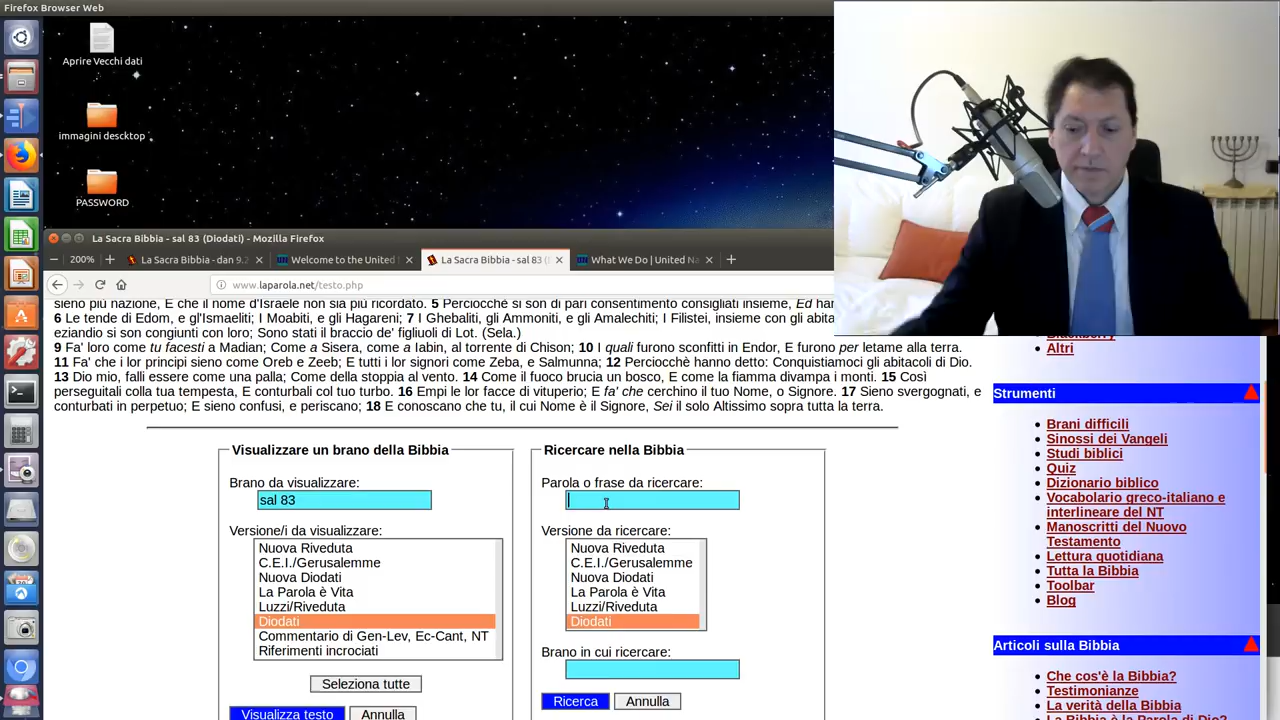 Firefox Browser Web
Aprire Vecchi dati
immagini descktop
PASSWORD
La Sacra Bibbia - sal 83 (Diodati) - Mozilla Firefox
200%
La Sacra Bibbia - dan 9.2
Welcome to the United
La Sacra Bibbia - sal 83 (
What We Do | United Na
www.laparola.net/testo.php
sieno più nazione, E che il nome d'Israele non sia più ricordato. 5 Perciocchè si son di pari consentimento consigliati insieme, Ed
6 Le tende di Edom, e gl'Ismaeliti; I Moabiti, e gli Hagareni; 7 I Ghebaliti, gli Ammoniti, e gli Amalechiti; I Filistei, insieme con gli
eziandio si son congiunti con loro; Sono stati il braccio de' figliuoli di Lot. (Sela.)
9 Fa' loro come tu facesti a Madian; Come a Sisera, come a Iabin, al torrente di Chison; 10 I quali furono sconfitti in Endor, E furono per letame alla terra.
11 Fa' che i lor principi sieno come Oreb e Zeeb; E tutti i lor signori come Zeba, e Salmunna; 12 Perciocchè hanno detto: Conquistiamoci gli abitacoli di Dio.
13 Dio mio, falli essere come una palla; Come della stoppia al vento. 14 Come il fuoco brucia un bosco, E come la fiamma divampa i monti. 15 Così
perseguitali colla tua tempesta, E conturbali col tuo turbo. 16 Empi le lor facce di vituperio; E fa' che cerchino il tuo Nome, o Signore. 17 Sieno svergognati, e
conturbati in perpetuo; E sieno confusi, e periscano; 18 E conoscano che tu, il cui Nome è il Signore, Sei il solo Altissimo sopra tutta la terra.
Visualizzare un brano della Bibbia
Brano da visualizzare:
sal 83
Versione/i da visualizzare:
Nuova Riveduta
C.E.I./Gerusalemme
Nuova Diodati
La Parola è Vita
Luzzi/Riveduta
Diodati
Commentario di Gen-Lev, Ec-Cant, NT
Riferimenti incrociati
Seleziona tutte
Visualizza testo
Annulla
Ricercare nella Bibbia
Parola o frase da ricercare:
Versione da ricercare:
Nuova Riveduta
C.E.I./Gerusalemme
Nuova Diodati
La Parola è Vita
Luzzi/Riveduta
Diodati
Brano in cui ricercare:
Ricerca
Annulla
Altri
Strumenti
Brani difficili
Sinossi dei Vangeli
Studi biblici
Quiz
Dizionario biblico
Vocabolario greco-italiano e
interlineare del NT
Manoscritti del Nuovo
Testamento
Lettura quotidiana
Tutta la Bibbia
Toolbar
Blog
Articoli sulla Bibbia
Che cos'è la Bibbia?
Testimonianze
La verità della Bibbia
La Bibbia è la Parola di Dio?